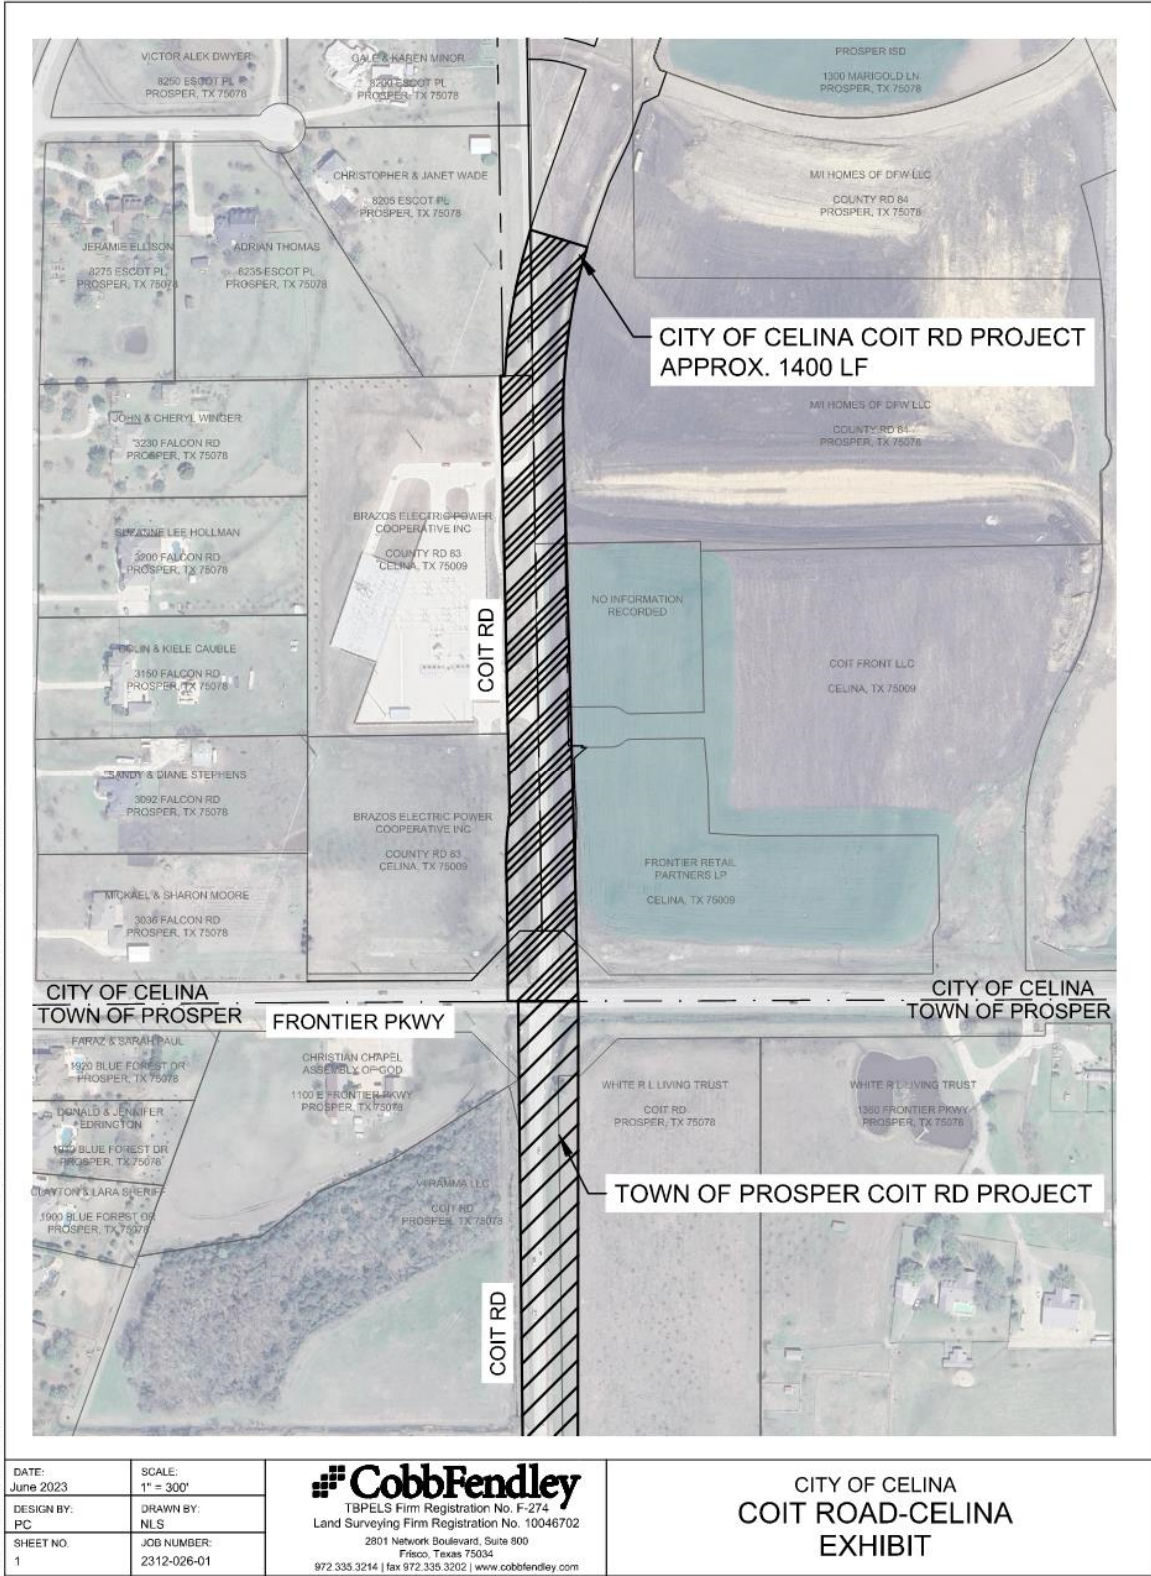 VICTOR ALEK DWYER
8250 ESCOT PL
PROSPER, TX 75078
GALE & KAREN MINOR
8200 ESCOT PL
PROSPER, TX 75078
PROSPER ISD
1300 MARIGOLD LN
PROSPER, TX 75078
CHRISTOPHER & JANET WADE
8205 ESCOT PL
PROSPER, TX 75078
M/I HOMES OF DFW LLC
COUNTY RD 84
PROSPER, TX 75078
JERAMIE ELLISON
8275 ESCOT PL
PROSPER, TX 75078
ADRIAN THOMAS
8235 ESCOT PL
PROSPER, TX 75078
CITY OF CELINA COIT RD PROJECT
APPROX. 1400 LF
JOHN & CHERYL WINGER
3230 FALCON RD
PROSPER, TX 75078
M/I HOMES OF DFW LLC
COUNTY RD 84
PROSPER, TX 75078
SUZANNE LEE HOLLMAN
3200 FALCON RD
PROSPER, TX 75078
BRAZOS ELECTRIC POWER
COOPERATIVE INC
COUNTY RD 83
CELINA, TX 75009
NO INFORMATION
RECORDED
COIT RD
COLIN & KIELE CAUBLE
3150 FALCON RD
PROSPER, TX 75078
COIT FRONT LLC
CELINA, TX 75009
SANDY & DIANE STEPHENS
3092 FALCON RD
PROSPER, TX 75078
BRAZOS ELECTRIC POWER
COOPERATIVE INC
COUNTY RD 83
CELINA, TX 75009
FRONTIER RETAIL
PARTNERS LP
CELINA, TX 75009
MICKAEL & SHARON MOORE
3036 FALCON RD
PROSPER, TX 75078
CITY OF CELINA
TOWN OF PROSPER
FRONTIER PKWY
CITY OF CELINA
TOWN OF PROSPER
FARAZ & SARAH PAUL
1920 BLUE FOREST DR
PROSPER, TX 75078
CHRISTIAN CHAPEL
ASSEMBLY OF GOD
1100 E FRONTIER PKWY
PROSPER, TX 75078
WHITE R L LIVING TRUST
COIT RD
PROSPER, TX 75078
WHITE R L LIVING TRUST
1360 FRONTIER PKWY
PROSPER, TX 75078
DONALD & JENNIFER
EDRINGTON
1910 BLUE FOREST DR
PROSPER, TX 75078
CLAYTON & LARA SHERIFF
1900 BLUE FOREST DR
PROSPER, TX 75078
LLC
COIT RD
PROSPER, TX 75078
TOWN OF PROSPER COIT RD PROJECT
COIT RD
DATE:
June 2023
SCALE:
1" = 300'
DESIGN BY:
PC
DRAWN BY:
NLS
SHEET NO.
1
JOB NUMBER:
2312-026-01
CobbFendley
TBPELS Firm Registration No. F-274
Land Surveying Firm Registration No. 10046702
2801 Network Boulevard, Suite 800
Frisco, Texas 75034
972.335.3214 | fax 972.335.3202 | www.cobbfendley.com
CITY OF CELINA
COIT ROAD-CELINA
EXHIBIT